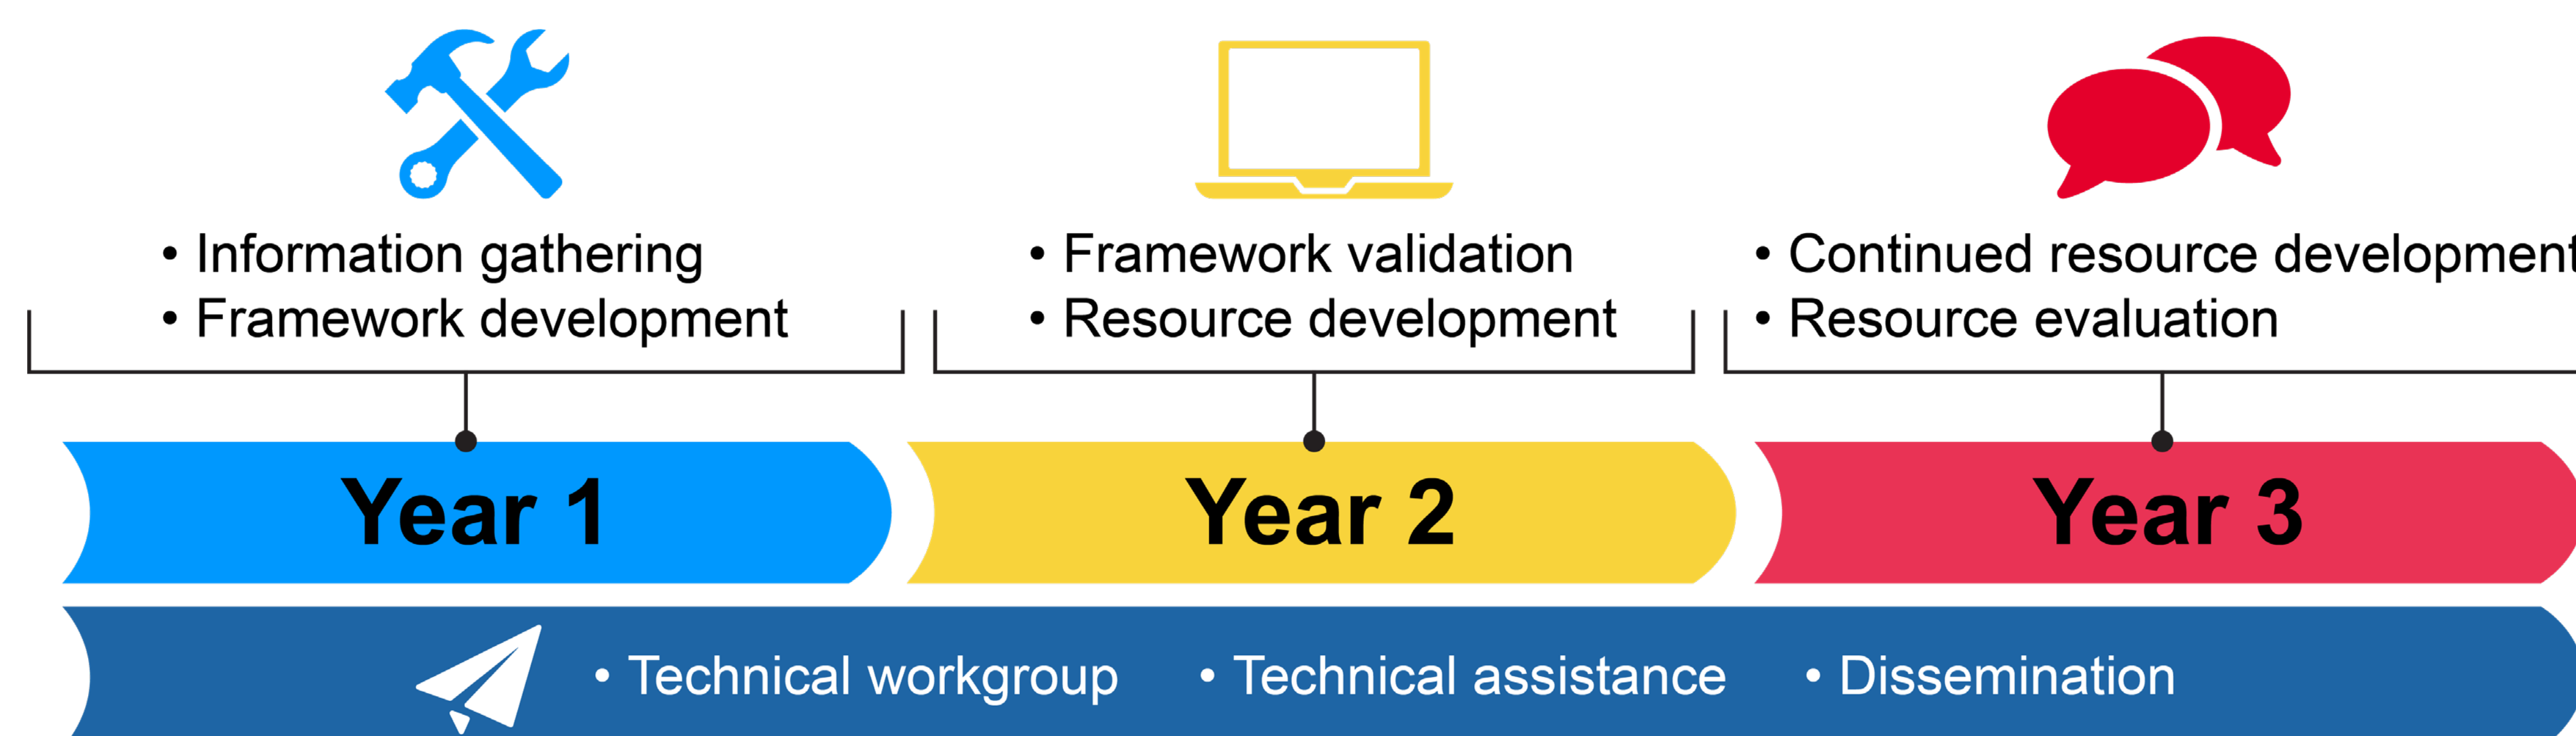 • Information gathering
• Framework development
• Framework validation
• Resource development
• Continued resource development
• Resource evaluation
Year 1
Year 2
Year 3
• Technical workgroup • Technical assistance • Dissemination